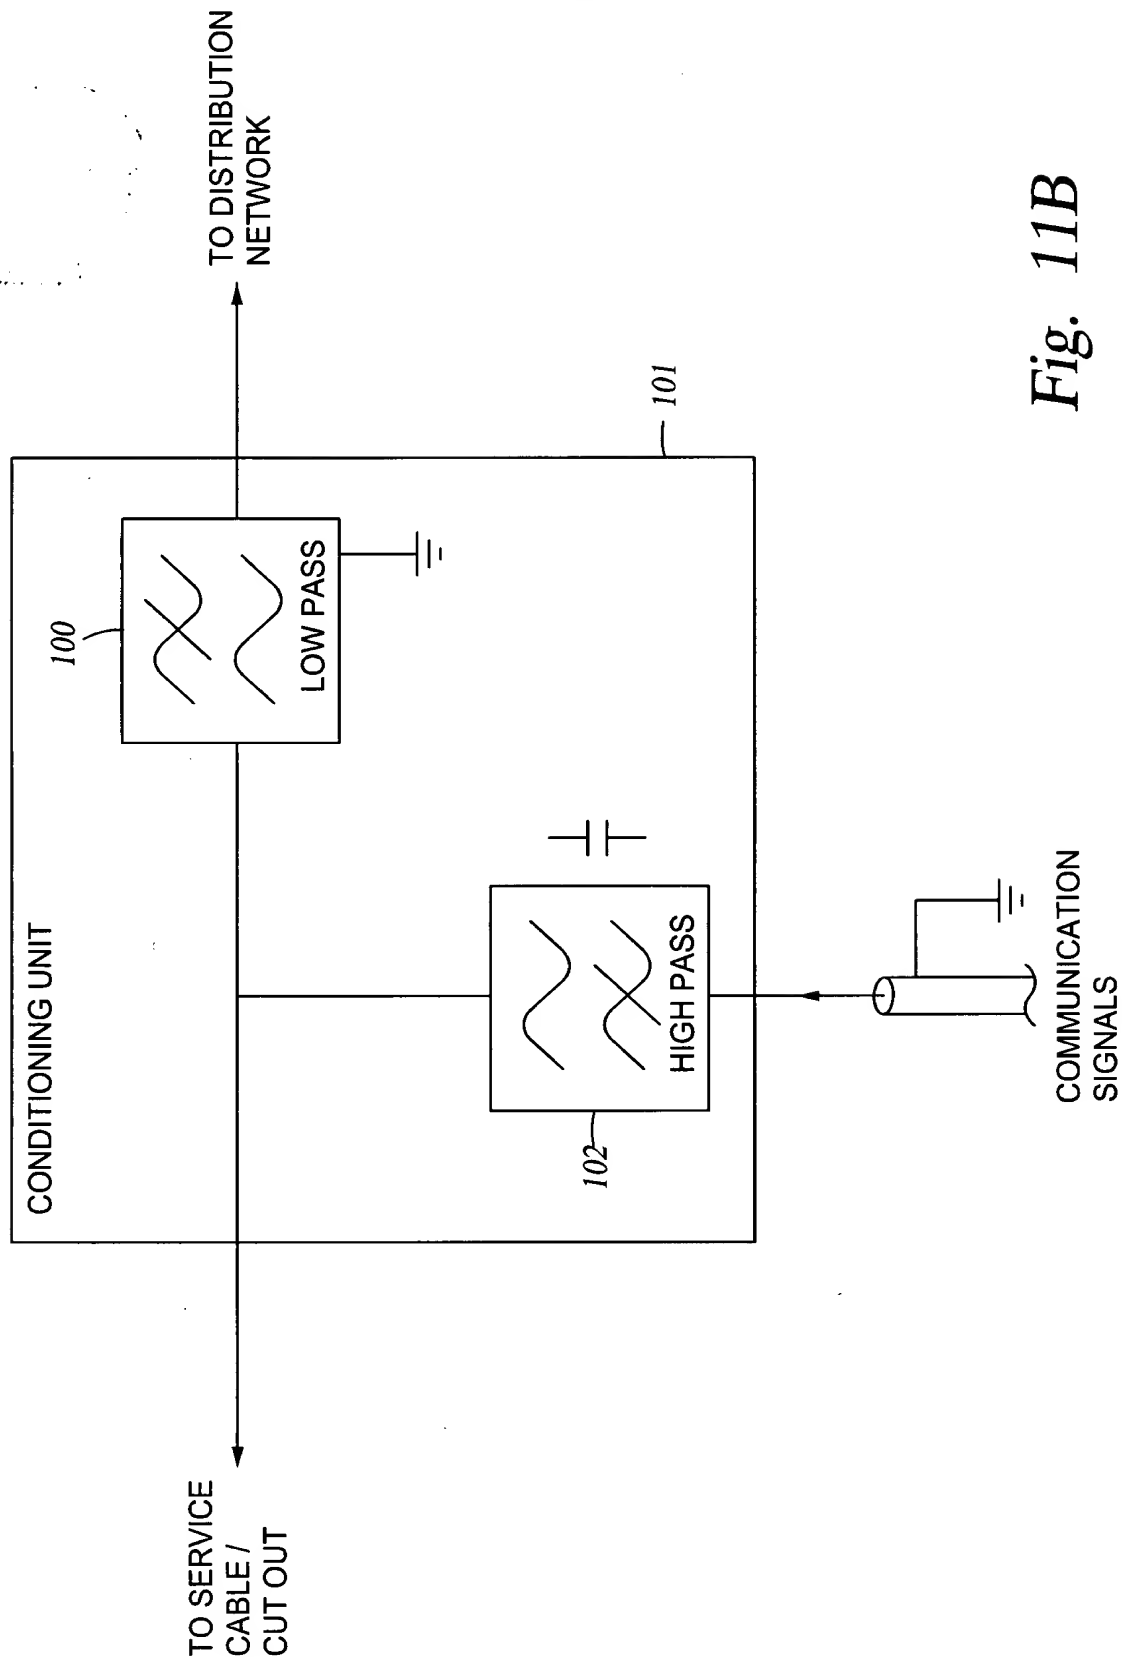 CONDITIONING UNIT
100
LOW PASS
TO DISTRIBUTION
NETWORK
TO SERVICE
CABLE /
CUT OUT
102
HIGH PASS
101
COMMUNICATION
SIGNALS
Fig. 11B